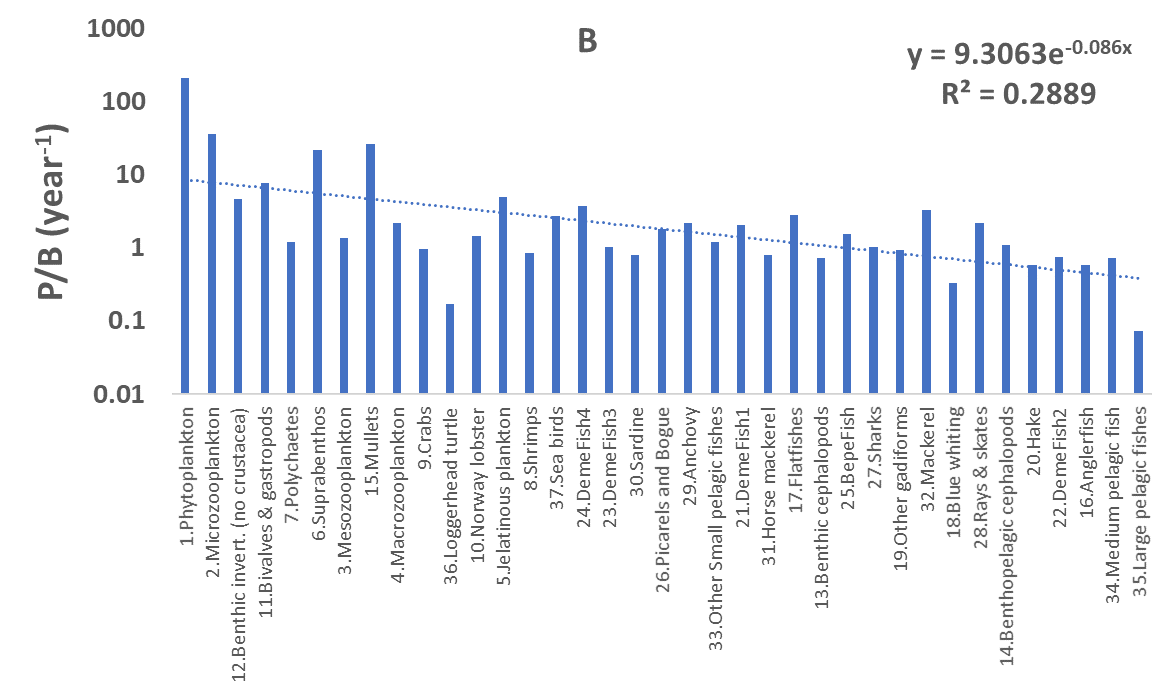 B
y = 9.3063e^-0.086x
R² = 0.2889
P/B (year⁻¹)
1000
100
10
1
0.1
0.01
1.Phytoplankton
2.Microzooplankton
12.Benthic invert. (no crustacea)
11.Bivalves & gastropods
7.Polychaetes
6.Suprabenthos
3.Mesozooplankton
15.Mullets
4.Macrozooplankton
9.Crabs
36.Loggerhead turtle
10.Norway lobster
5.Jelatinous plankton
8.Shrimps
37.Sea birds
24.DemeFish4
23.DemeFish3
30.Sardine
26.Picarels and Bogue
29.Anchovy
33.Other Small pelagic fishes
21.DemeFish1
31.Horse mackerel
17.Flatfishes
13.Benthic cephalopods
25.BepeFish
27.Sharks
19.Other gadiforms
32.Mackerel
18.Blue whiting
28.Rays & skates
14.Benthopelagic cephalopods
20.Hake
22.DemeFish2
16.Anglerfish
34.Medium pelagic fish
35.Large pelagic fishes